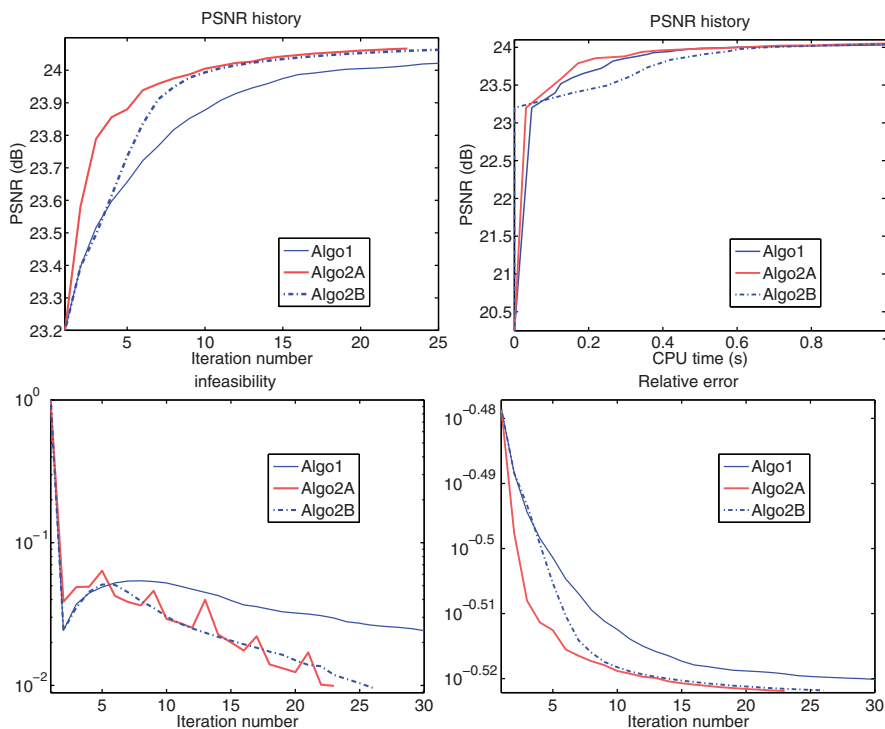 PSNR history
PSNR (dB)
24
23.9
23.8
23.7
23.6
23.5
23.4
23.3
23.2
5 10 15 20 25
Iteration number
Algo1
Algo2A
Algo2B
PSNR history
PSNR (dB)
24
23.5
23
22.5
22
21.5
21
20.5
0 0.2 0.4 0.6 0.8
CPU time (s)
Algo1
Algo2A
Algo2B
infeasibility
10^0
10^−1
10^−2
5 10 15 20 25 30
Iteration number
Algo1
Algo2A
Algo2B
Relative error
10^−0.48
10^−0.49
10^−0.5
10^−0.51
10^−0.52
5 10 15 20 25 30
Iteration number
Algo1
Algo2A
Algo2B